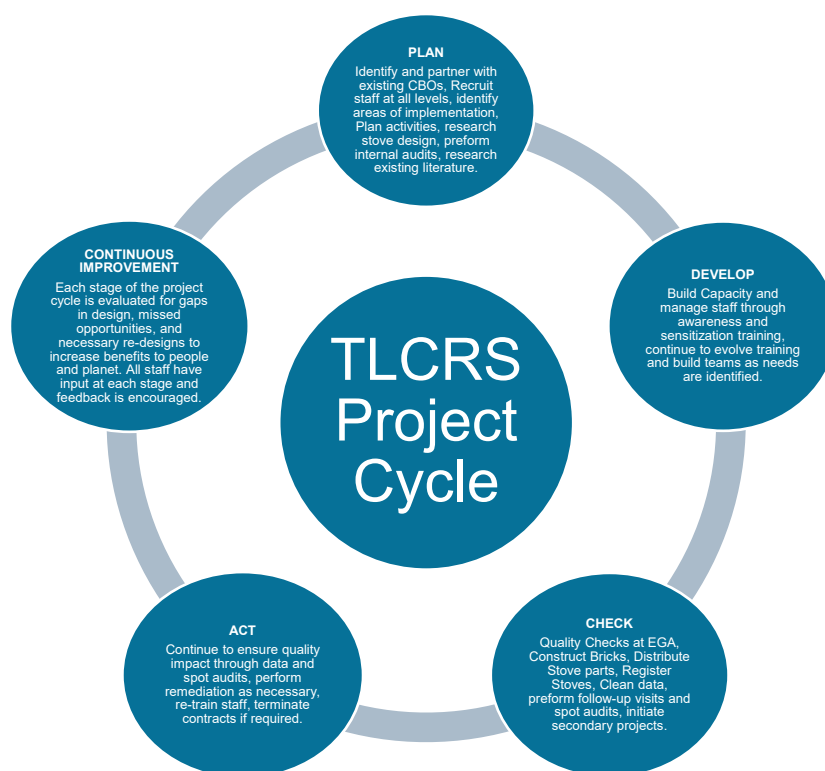 PLAN
Identify and partner with
existing CBOs, Recruit
staff at all levels, identify
areas of implementation,
Plan activities, research
stove design, preform
internal audits, research
existing literature.
DEVELOP
Build Capacity and
manage staff through
awareness and
sensitization training,
continue to evolve training
and build teams as needs
are identified.
CHECK
Quality Checks at EGA,
Construct Bricks, Distribute
Stove parts, Register
Stoves, Clean data,
preform follow-up visits and
spot audits, initiate
secondary projects.
ACT
Continue to ensure quality
impact through data and
spot audits, perform
remediation as necessary,
re-train staff, terminate
contracts if required.
CONTINUOUS
IMPROVEMENT
Each stage of the project
cycle is evaluated for gaps
in design, missed
opportunities, and
necessary re-designs to
increase benefits to people
and planet. All staff have
input at each stage and
feedback is encouraged.
TLCRS
Project
Cycle